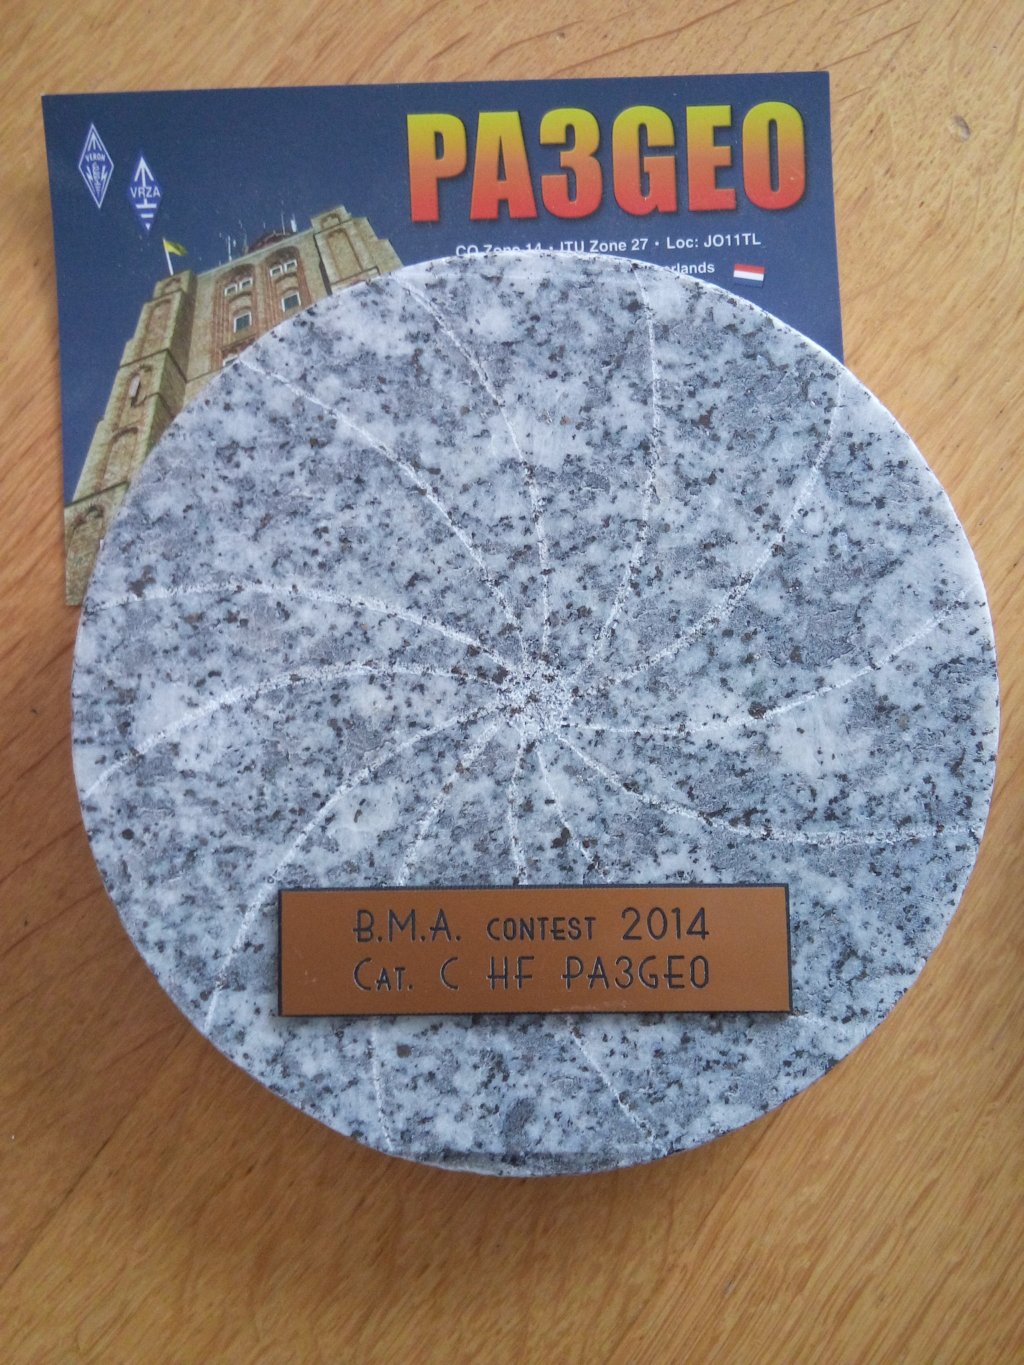 PA3GEO
VERON
VRZA
CQ Zone 14 • ITU Zone 27 • Loc: JO11TL
B.M.A. CONTEST 2014
CAT. C HF PA3GEO